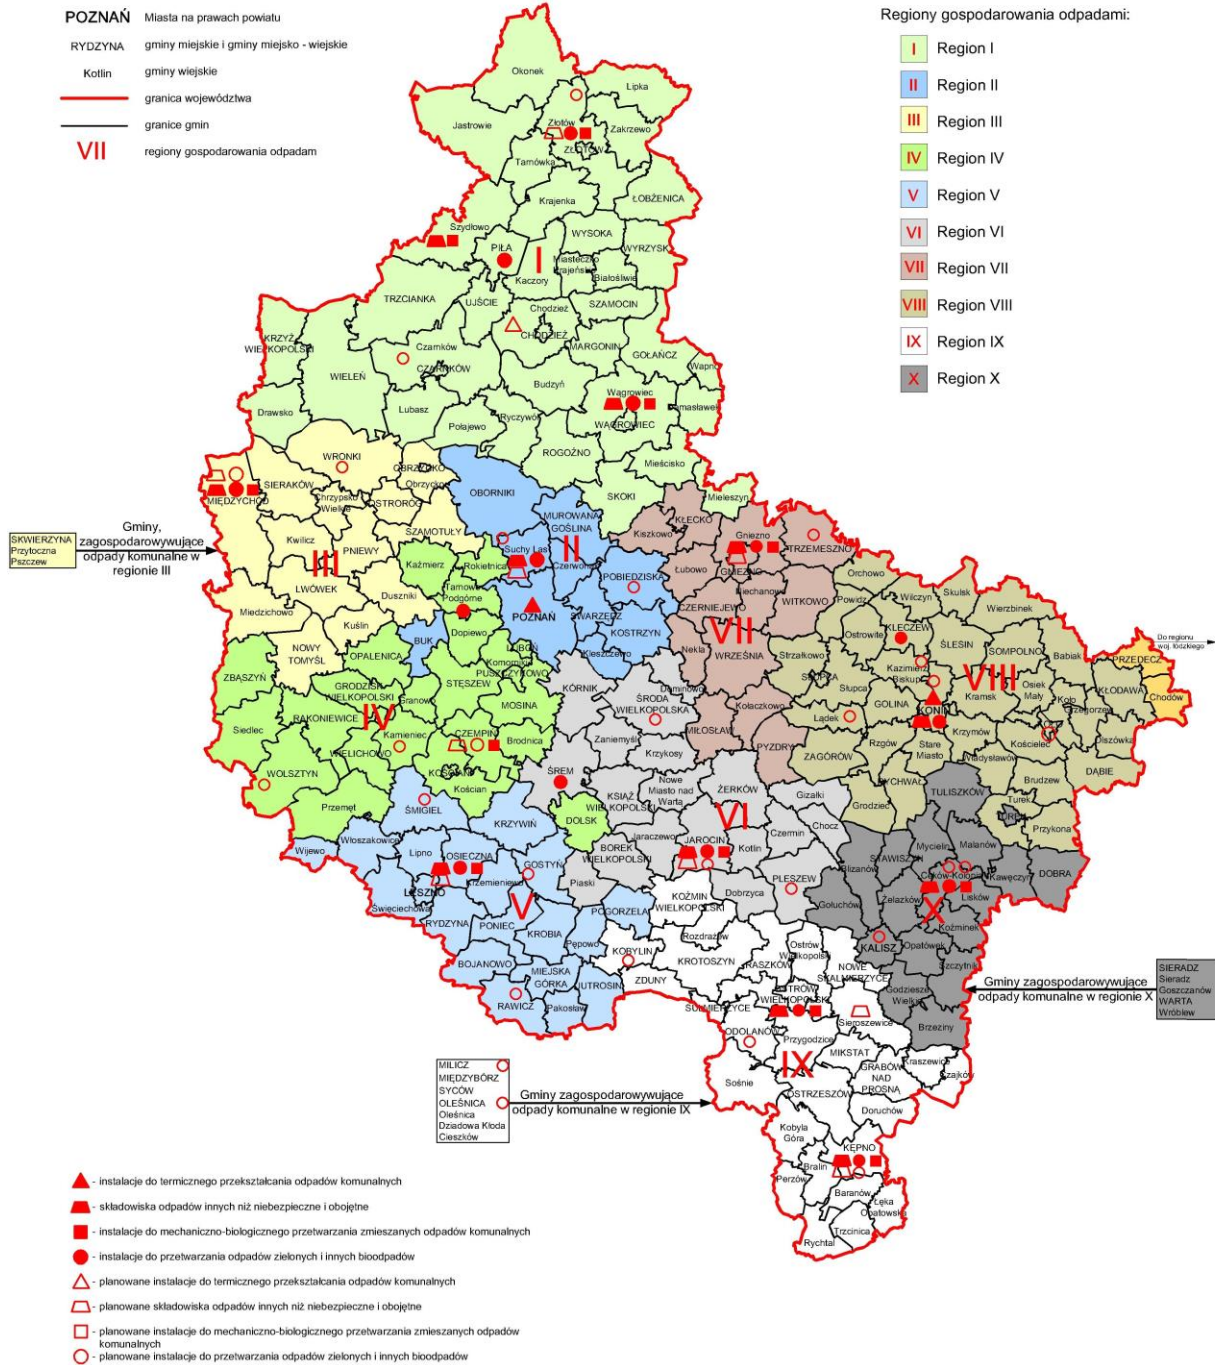 POZNAŃ Miasta na prawach powiatu
RYDZYNA gminy miejskie i gminy miejsko - wiejskie
Kotlin gminy wiejskie
granica województwa
granice gmin
VII regiony gospodarowania odpadam
Regiony gospodarowania odpadami:
I Region I
II Region II
III Region III
IV Region IV
V Region V
VI Region VI
VII Region VII
VIII Region VIII
IX Region IX
X Region X
Okonek
Lipka
Jastrowie
Złotów
Zakrzewo
ZŁOTÓW
Tarnówka
Krajenka
ŁOBŻENICA
Szydłowo
WYSOKA
PIŁA
WYRZYSK
I
Miasteczko
Krajeńskie
Kaczory
Białośliwie
TRZCIANKA
UJŚCIE
SZAMOCIN
Chodzież
CHODZIEŻ
KRZYŻ
WIELKOPOLSKI
MARGONIN
GOŁAŃCZ
Czarnków
CZARNKÓW
WIELEŃ
Wapno
Budzyń
Wągrowiec
Damasławek
Drawsko
Lubasz
Ryczywół
WĄGROWIEC
Połajewo
ROGOŹNO
WRONKI
Mieścisko
OBRZYCKO
Obrzycko
SIERAKÓW
OBORNIKI
SKOKI
Mieleszyn
MIĘDZYCHÓD
Chrzypsko
Wielkie
OSTRORÓG
MUROWANA
GOŚLINA
KŁECKO
SZAMOTUŁY
Kiszkowo
Gniezno
TRZEMESZNO
Kwilcz
PNIEWY
Suchy Las
II
III
Kaźmierz
Rokietnica
Czerwonak
POBIEDZISKA
Łubowo
GNIEZNO
Orchowo
LWÓWEK
Duszniki
Tarnowo
Podgórne
Niechanowo
WITKOWO
Powidz
Wilczyn
Skulsk
Wierzbinek
Miedzichowo
POZNAŃ
SWARZĘDZ
CZERNIEJEWO
Kuślin
BUK
Dopiewo
KOSTRZYN
VII
Ostrowite
KLECZEW
ŚLESIN
SOMPOLNO
NOWY
TOMYŚL
OPALENICA
LUBOŃ
Komorniki
PUSZCZYKOWO
Kleszczewo
Nekla
WRZEŚNIA
Strzałkowo
Kazimierz
Biskupi
VIII
Babiak
PRZEDECZ
ZBĄSZYŃ
STĘSZEW
KÓRNIK
Dominowo
SŁUPCA
Słupca
Kramsk
Osiek
Mały
KŁODAWA
Chodów
GRODZISK
WIELKOPOLSKI
Granowo
MOSINA
ŚRODA
WIELKOPOLSKA
Kołaczkowo
GOLINA
KONIN
Koło
Grzegorzew
RAKONIEWICE
IV
Siedlec
Kamieniec
Zaniemyśl
MIŁOSŁAW
Lądek
Krzymów
Kościelec
Olszówka
WIELICHOWO
CZEMPIŃ
Brodnica
Krzykosy
PYZDRY
ZAGÓRÓW
Rzgów
Stare
Miasto
Władysławów
DĄBIE
WOLSZTYN
KOŚCIAN
Kościan
ŚREM
Nowe
Miasto nad
Wartą
ŻERKÓW
Gizałki
RYCHWAŁ
Brudzew
Przemęt
ŚMIGIEL
KSIĄŻ
WIELKOPOLSKI
VI
Grodziec
TULISZKÓW
Turek
TUREK
DOLSK
Przykona
KRZYWIŃ
Jaraczewo
Chocz
Włoszakowice
Wijewo
Lipno
OSIECZNA
BOREK
WIELKOPOLSKI
JAROCIN
Kotlin
Czermin
Mycielin
Malanów
STAWISZYN
GOSTYŃ
Blizanów
Ceków-Kolonia
Kawęczyn
DOBRA
LESZNO
Krzemieniewo
Piaski
Dobrzyca
PLESZEW
Gołuchów
Żelazków
Lisków
Święciechowa
V
POGORZELA
KOŹMIN
WIELKOPOLSKI
X
RYDZYNA
PONIEC
KROBIA
Rozdrażew
KALISZ
Opatówek
Koźminek
Pępowo
KOBYLIN
KROTOSZYN
Ostrów
Wielkopolski
RASZKÓW
NOWE
SKALMIERZYCE
Szczytniki
BOJANOWO
MIEJSKA
GÓRKA
JUTROSIN
ZDUNY
OSTRÓW
WIELKOPOLSKI
Godziesze
Wielkie
RAWICZ
Pakosław
SULMIERZYCE
Sieroszewice
Brzeziny
ODOLANÓW
Przygodzice
MIKSTAT
Kraszewice
Czajków
IX
GRABÓW
NAD
PROSNĄ
Sośnie
OSTRZESZÓW
Doruchów
Kobyla
Góra
KĘPNO
Bralin
Perzów
Baranów
Łęka
Opatowska
Trzcinica
Rychtal
SKWIERZYNA
Przytoczna
Pszczew
Gminy,
zagospodarowywujące
odpady komunalne w
regionie III
Do regionu
woj. łódzkiego
Gminy zagospodarowywujące
odpady komunalne w regionie X
SIERADZ
Sieradz
Goszczanów
WARTA
Wróblew
MILICZ
MIĘDZYBÓRZ
SYCÓW
OLEŚNICA
Oleśnica
Dziadowa Kłoda
Cieszków
Gminy zagospodarowywujące
odpady komunalne w regionie IX
- instalacje do termicznego przekształcania odpadów komunalnych
- składowiska odpadów innych niż niebezpieczne i obojętne
- instalacje do mechaniczno-biologicznego przetwarzania zmieszanych odpadów komunalnych
- instalacje do przetwarzania odpadów zielonych i innych bioodpadów
- planowane instalacje do termicznego przekształcania odpadów komunalnych
- planowane składowiska odpadów innych niż niebezpieczne i obojętne
- planowane instalacje do mechaniczno-biologicznego przetwarzania zmieszanych odpadów
komunalnych
- planowane instalacje do przetwarzania odpadów zielonych i innych bioodpadów